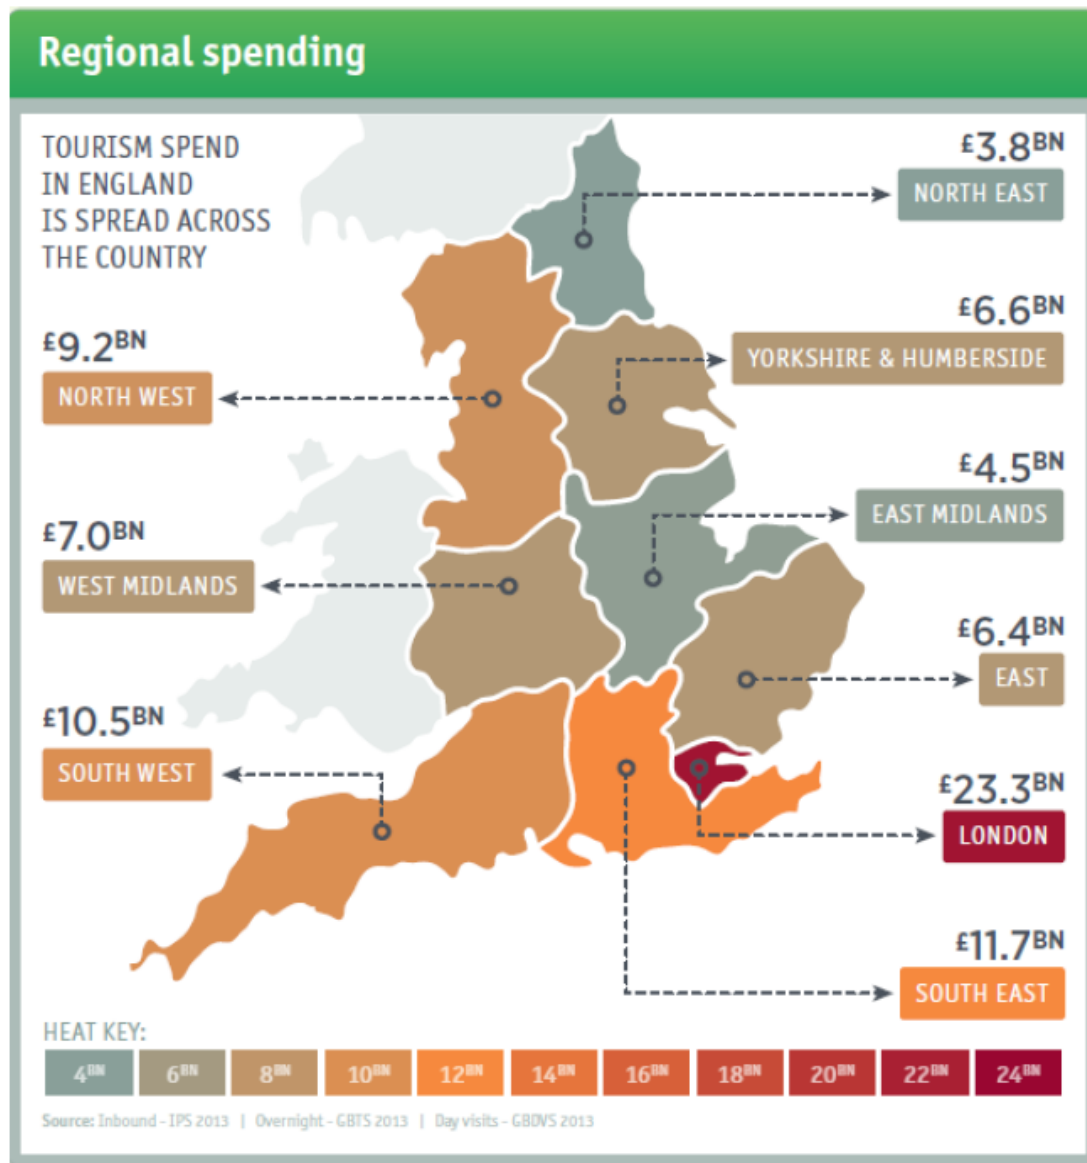 Regional spending
TOURISM SPEND
IN ENGLAND
IS SPREAD ACROSS
THE COUNTRY
£3.8BN
NORTH EAST
£6.6BN
YORKSHIRE & HUMBERSIDE
£9.2BN
NORTH WEST
£4.5BN
EAST MIDLANDS
£7.0BN
WEST MIDLANDS
£6.4BN
EAST
£10.5BN
SOUTH WEST
£23.3BN
LONDON
£11.7BN
SOUTH EAST
HEAT KEY:
4BN 6BN 8BN 10BN 12BN 14BN 16BN 18BN 20BN 22BN 24BN
Source: Inbound - IPS 2013 | Overnight - GBTS 2013 | Day visits - GBDVS 2013